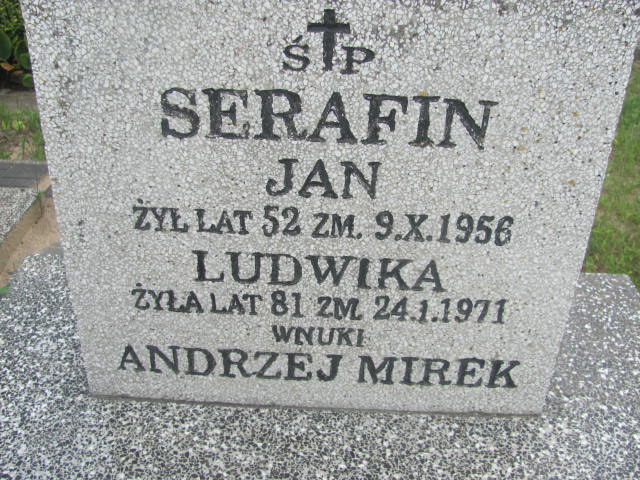 Ś P
SERAFIN
JAN
ŻYŁ LAT 52 ZM. 9.X.1956
LUDWIKA
ŻYŁA LAT 81 ZM. 24.1.1971
WNUKI
ANDRZEJ MIREK